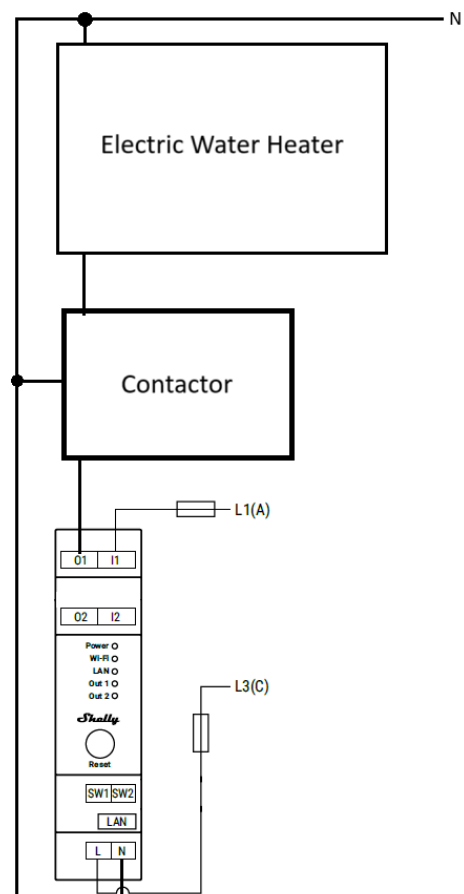 N
Electric Water Heater
Contactor
L1(A)
O1 I1
O2 I2
Power
Wi-Fi
LAN
Out 1
Out 2
L3(C)
Shelly
Reset
SW1 SW2
LAN
L N